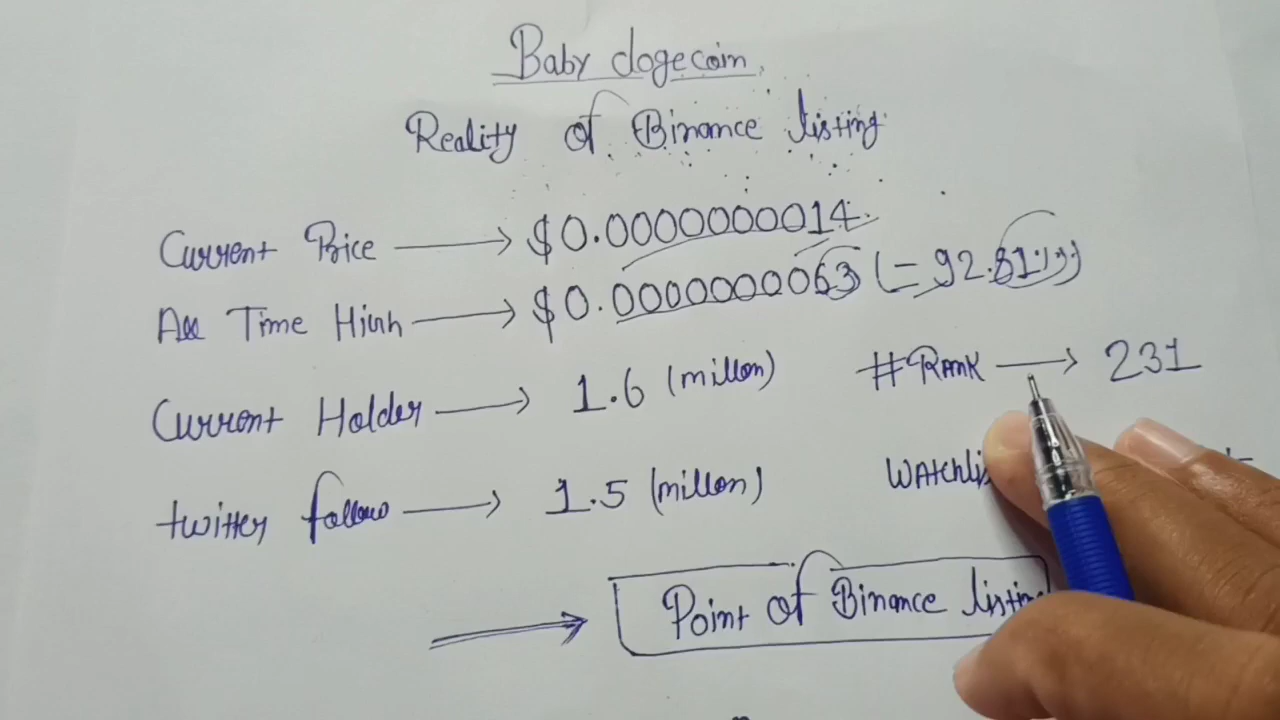 Baby dogecoin
Reality of Binance listing
Current Price → $0.0000000014
All Time High → $0.0000000063 (-92.81
Current Holder → 1.6 (millon) #Rank → 231
twitter follow → 1.5 (millon)
→ Point of Binance listing